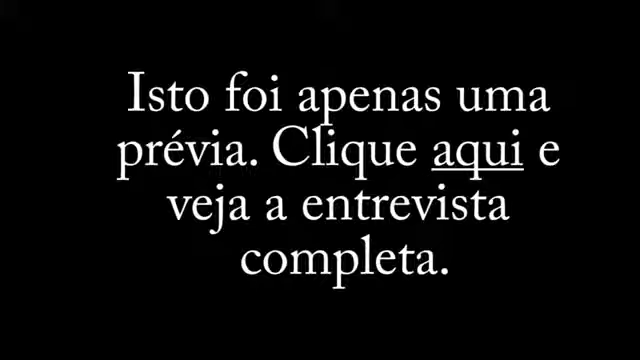 Isto foi apenas uma
prévia. Clique aqui e
veja a entrevista
completa.